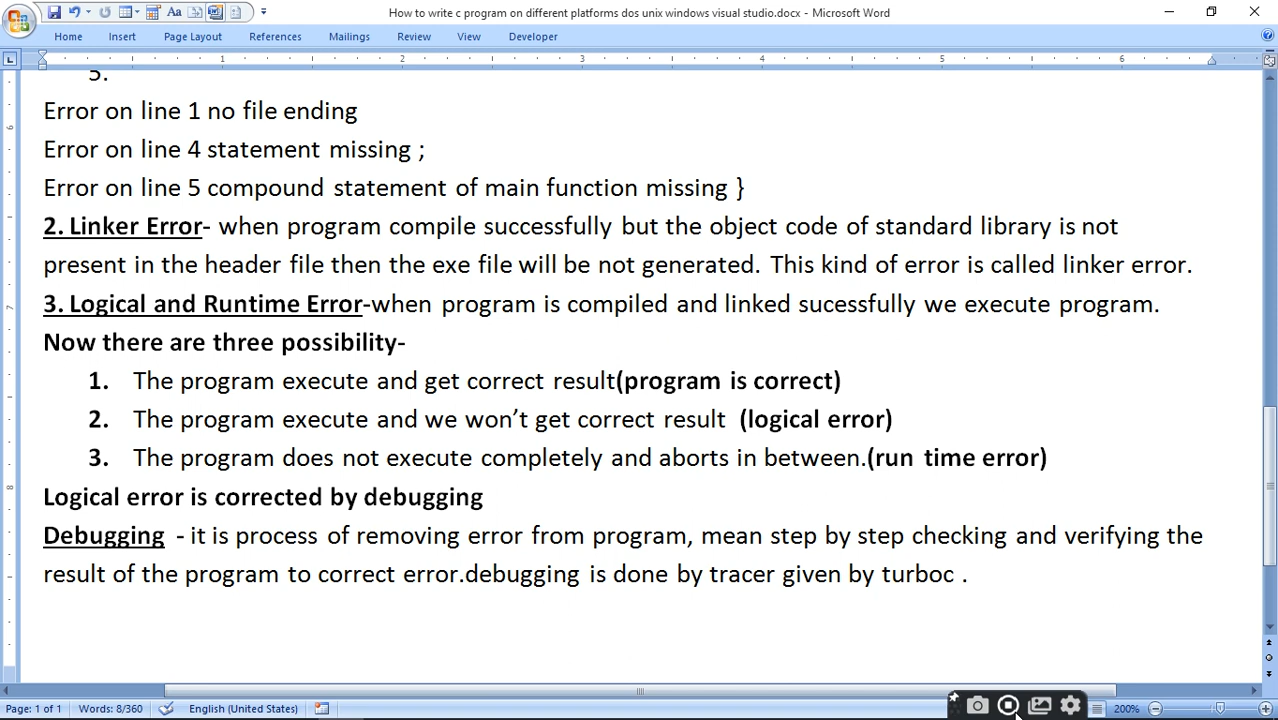 How to write c program on different platforms dos unix windows visual studio.docx - Microsoft Word
Home Insert Page Layout References Mailings Review View Developer
1 2 3 4 5 6
5.
Error on line 1 no file ending
Error on line 4 statement missing ;
Error on line 5 compound statement of main function missing }
2. Linker Error- when program compile successfully but the object code of standard library is not
present in the header file then the exe file will be not generated. This kind of error is called linker error.
3. Logical and Runtime Error-when program is compiled and linked sucessfully we execute program.
Now there are three possibility-
1. The program execute and get correct result(program is correct)
2. The program execute and we won't get correct result (logical error)
3. The program does not execute completely and aborts in between.(run time error)
Logical error is corrected by debugging
Debugging - it is process of removing error from program, mean step by step checking and verifying the
result of the program to correct error.debugging is done by tracer given by turboc .
Page: 1 of 1 Words: 8/360 English (United States) 200%